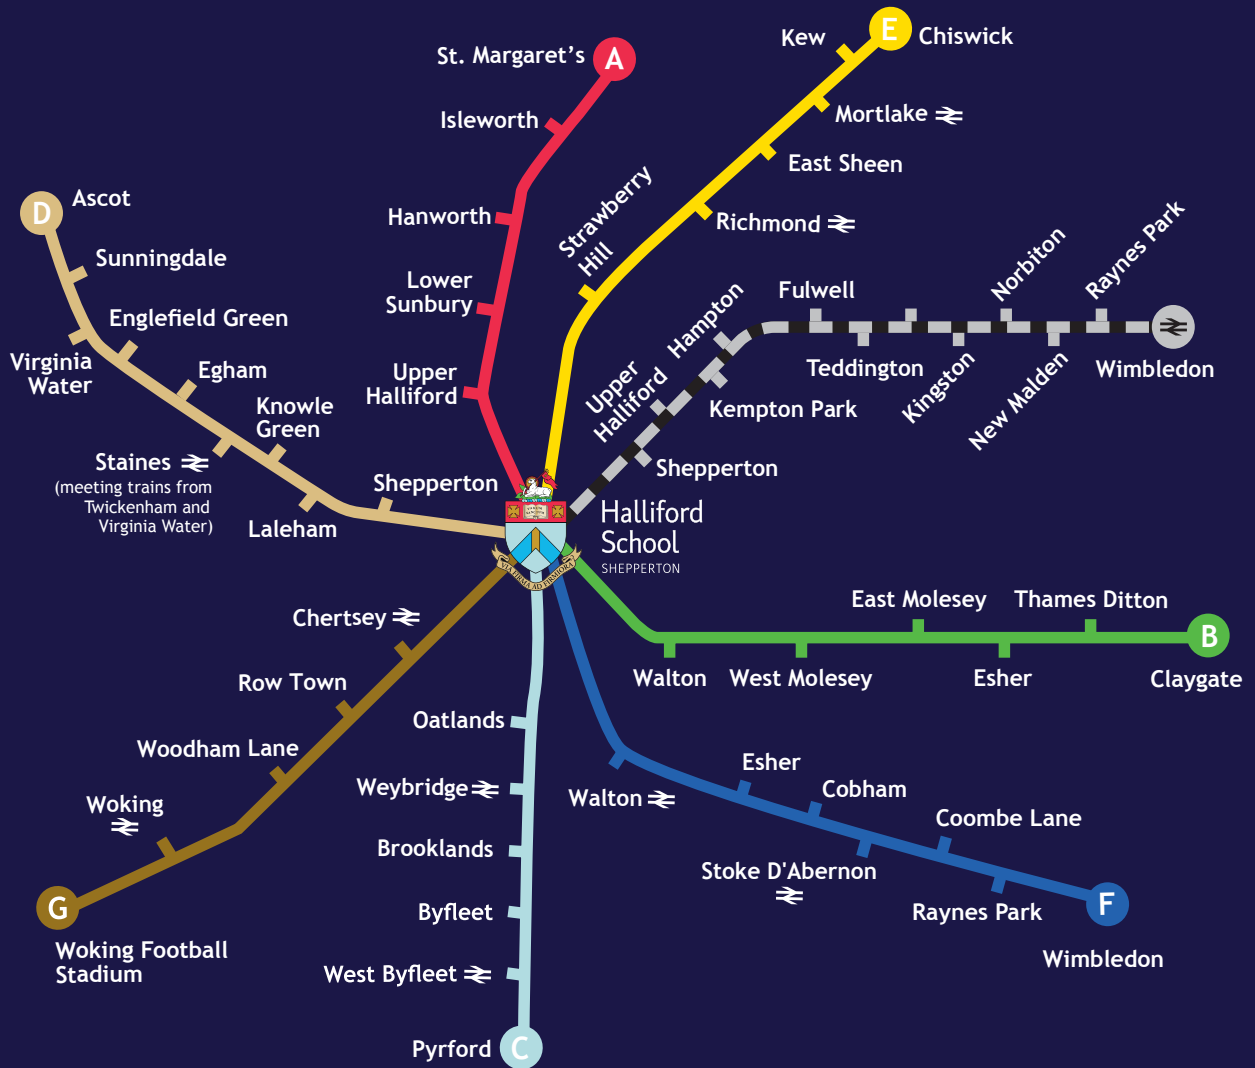 St. Margaret's
A
Isleworth
Hanworth
Lower
Sunbury
Upper
Halliford
Kew
E
Chiswick
Mortlake
East Sheen
Richmond
Strawberry
Hill
D
Ascot
Sunningdale
Englefield Green
Virginia
Water
Egham
Knowle
Green
Staines
(meeting trains from
Twickenham and
Virginia Water)
Laleham
Shepperton
Hampton
Fulwell
Norbiton
Raynes Park
Teddington
Kingston
New Malden
Wimbledon
Upper
Halliford
Kempton Park
Shepperton
Halliford
School
SHEPPERTON
VIA FIRMA AD FIRMIORA
East Molesey
Thames Ditton
B
Walton
West Molesey
Esher
Claygate
Chertsey
Row Town
Woodham Lane
Woking
G
Woking Football
Stadium
Oatlands
Weybridge
Brooklands
Byfleet
West Byfleet
Pyrford
C
Walton
Esher
Cobham
Stoke D'Abernon
Coombe Lane
Raynes Park
F
Wimbledon